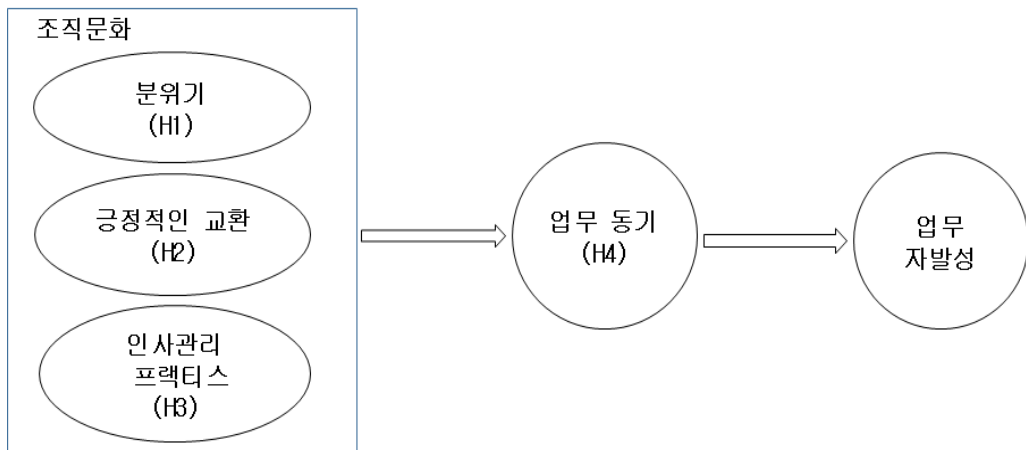 조직문화
분위기
(H1)
긍정적인 교환
(H2)
인사관리
프랙티스
(H3)
업무 동기
(H4)
업무
자발성